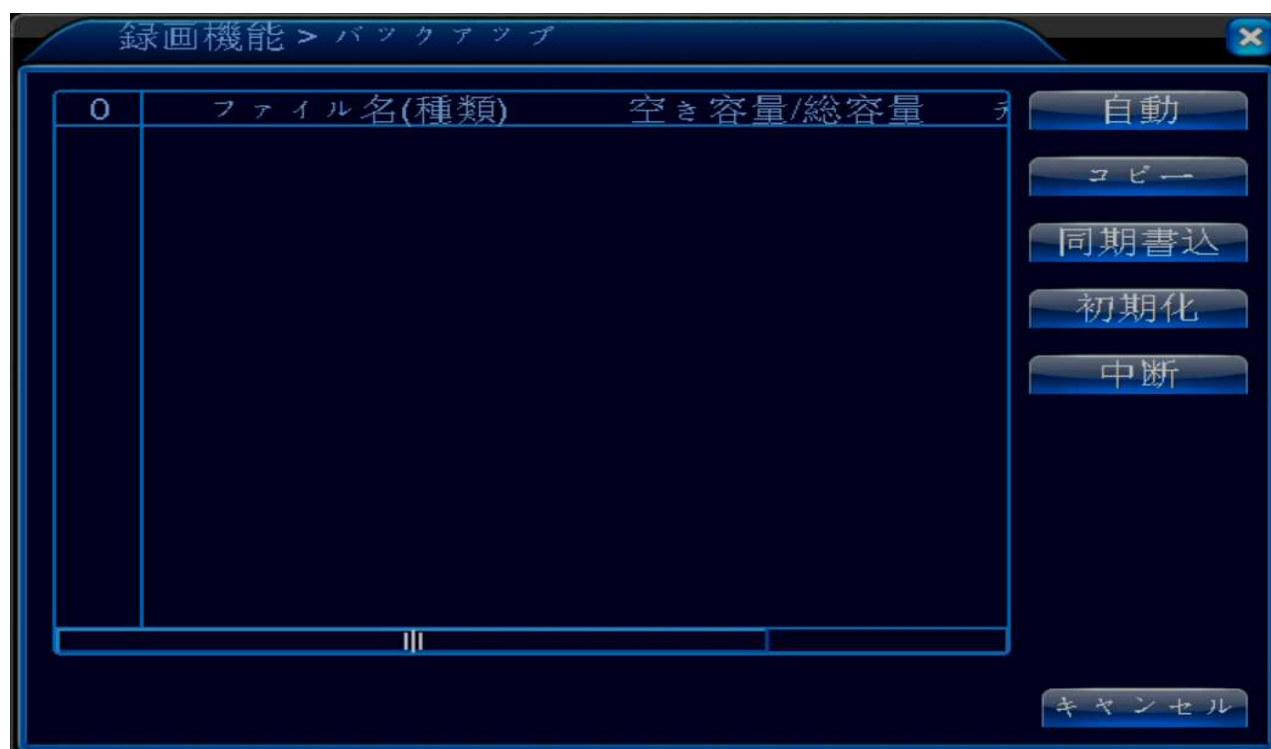 録画機能 > バックアップ
0 ファイル名(種類) 空き容量/総容量
自動
コピー
同期書込
初期化
中断
キャンセル